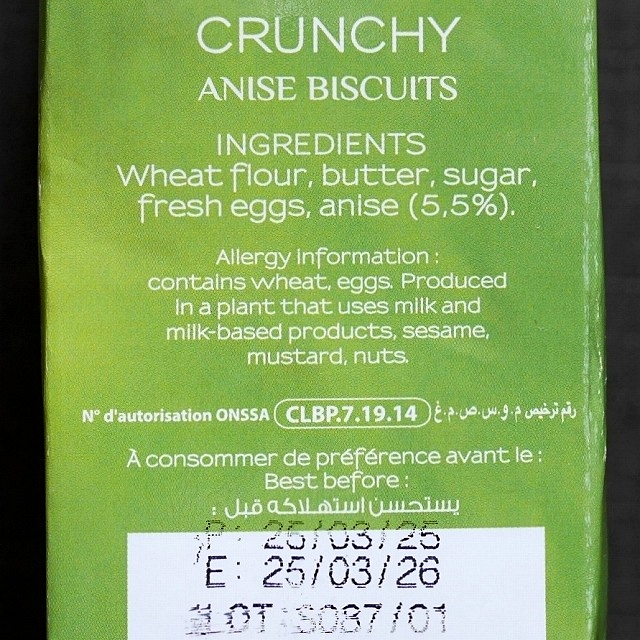 CRUNCHY
ANISE BISCUITS
INGREDIENTS
Wheat flour, butter, sugar,
fresh eggs, anise (5,5%).
Allergy information :
contains wheat, eggs. Produced
in a plant that uses milk and
milk-based products, sesame,
mustard, nuts.
N° d'autorisation ONSSA CLBP.7.19.14 رقم ترخيص م.و.س.ص.م.غ
À consommer de préférence avant le :
Best before :
يستحسن استهلاكه قبل :
P: 25/03/25
E: 25/03/26
LOT S087/01